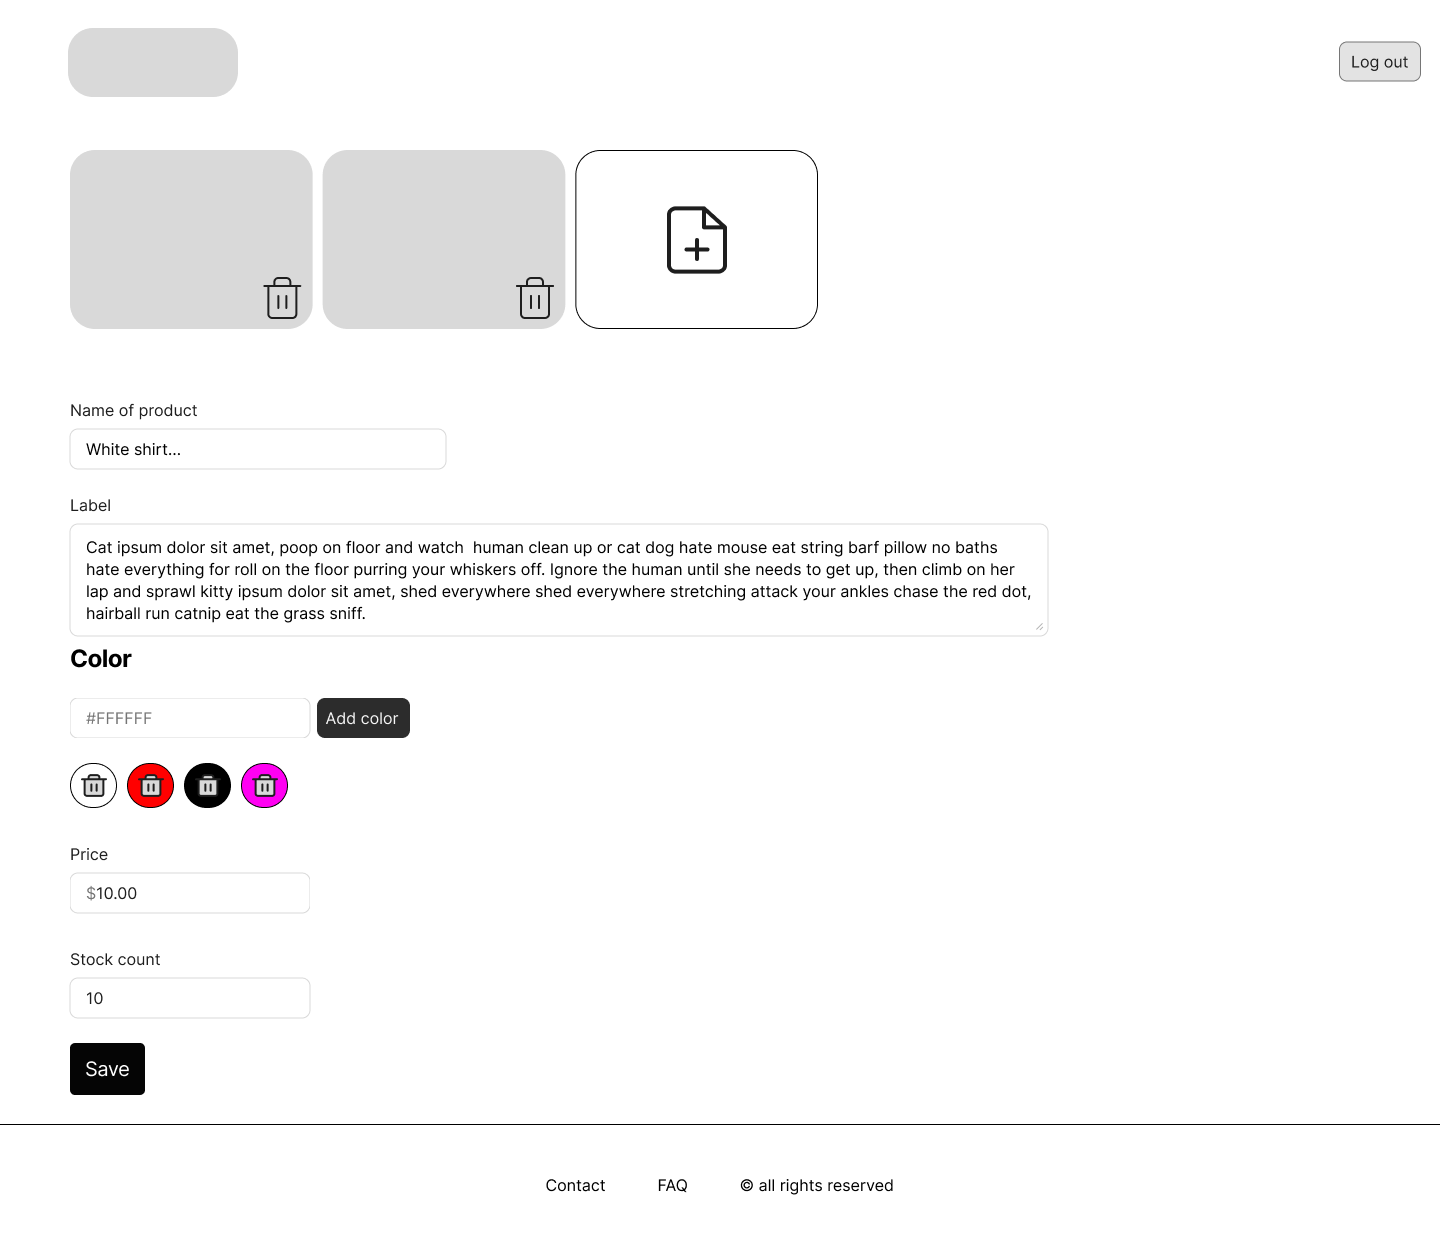 Log out
Name of product
White shirt...
Label
Cat ipsum dolor sit amet, poop on floor and watch  human clean up or cat dog hate mouse eat string barf pillow no baths
hate everything for roll on the floor purring your whiskers off. Ignore the human until she needs to get up, then climb on her
lap and sprawl kitty ipsum dolor sit amet, shed everywhere shed everywhere stretching attack your ankles chase the red dot,
hairball run catnip eat the grass sniff.
Color
#FFFFFF Add color
Price
$10.00
Stock count
10
Save
Contact FAQ © all rights reserved